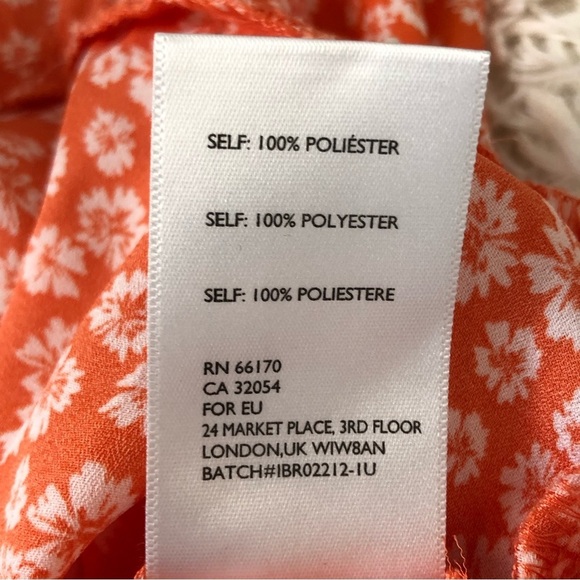 SELF: 100% POLIÉSTER
SELF: 100% POLYESTER
SELF: 100% POLIESTERE
RN 66170
CA 32054
FOR EU
24 MARKET PLACE, 3RD FLOOR
LONDON,UK WIW8AN
BATCH#IBR02212-1U